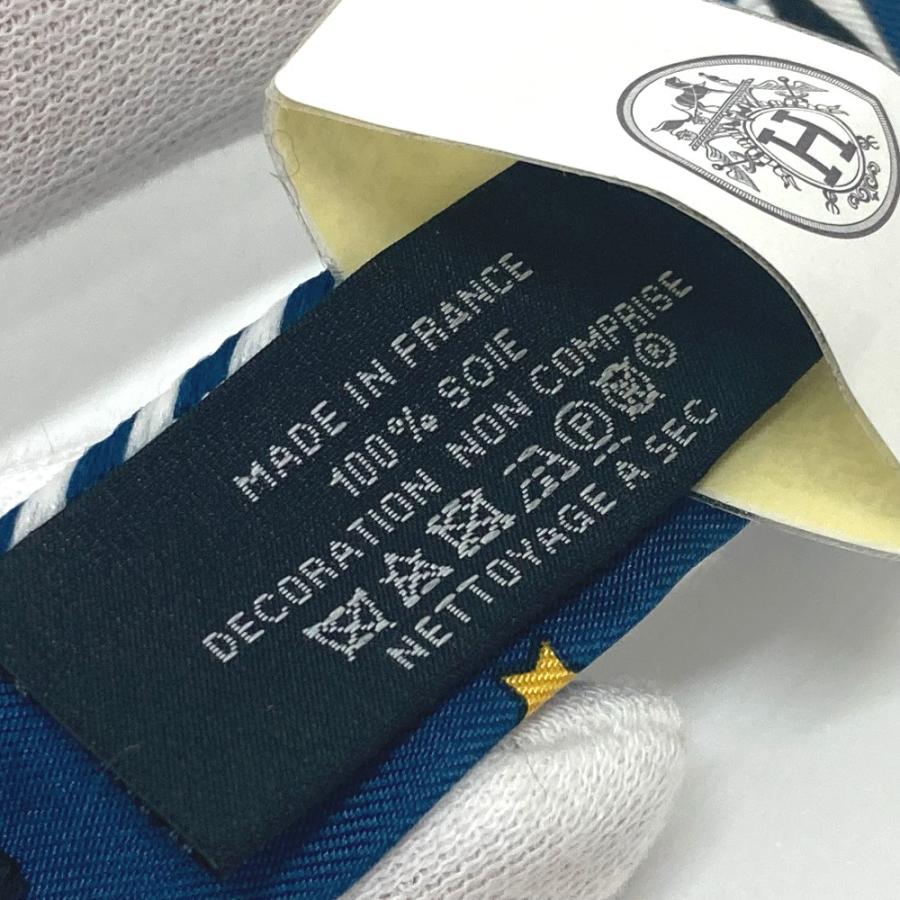 MADE IN FRANCE
100% SOIE
DECORATION NON COMPRISE
NETTOYAGE A SEC
H